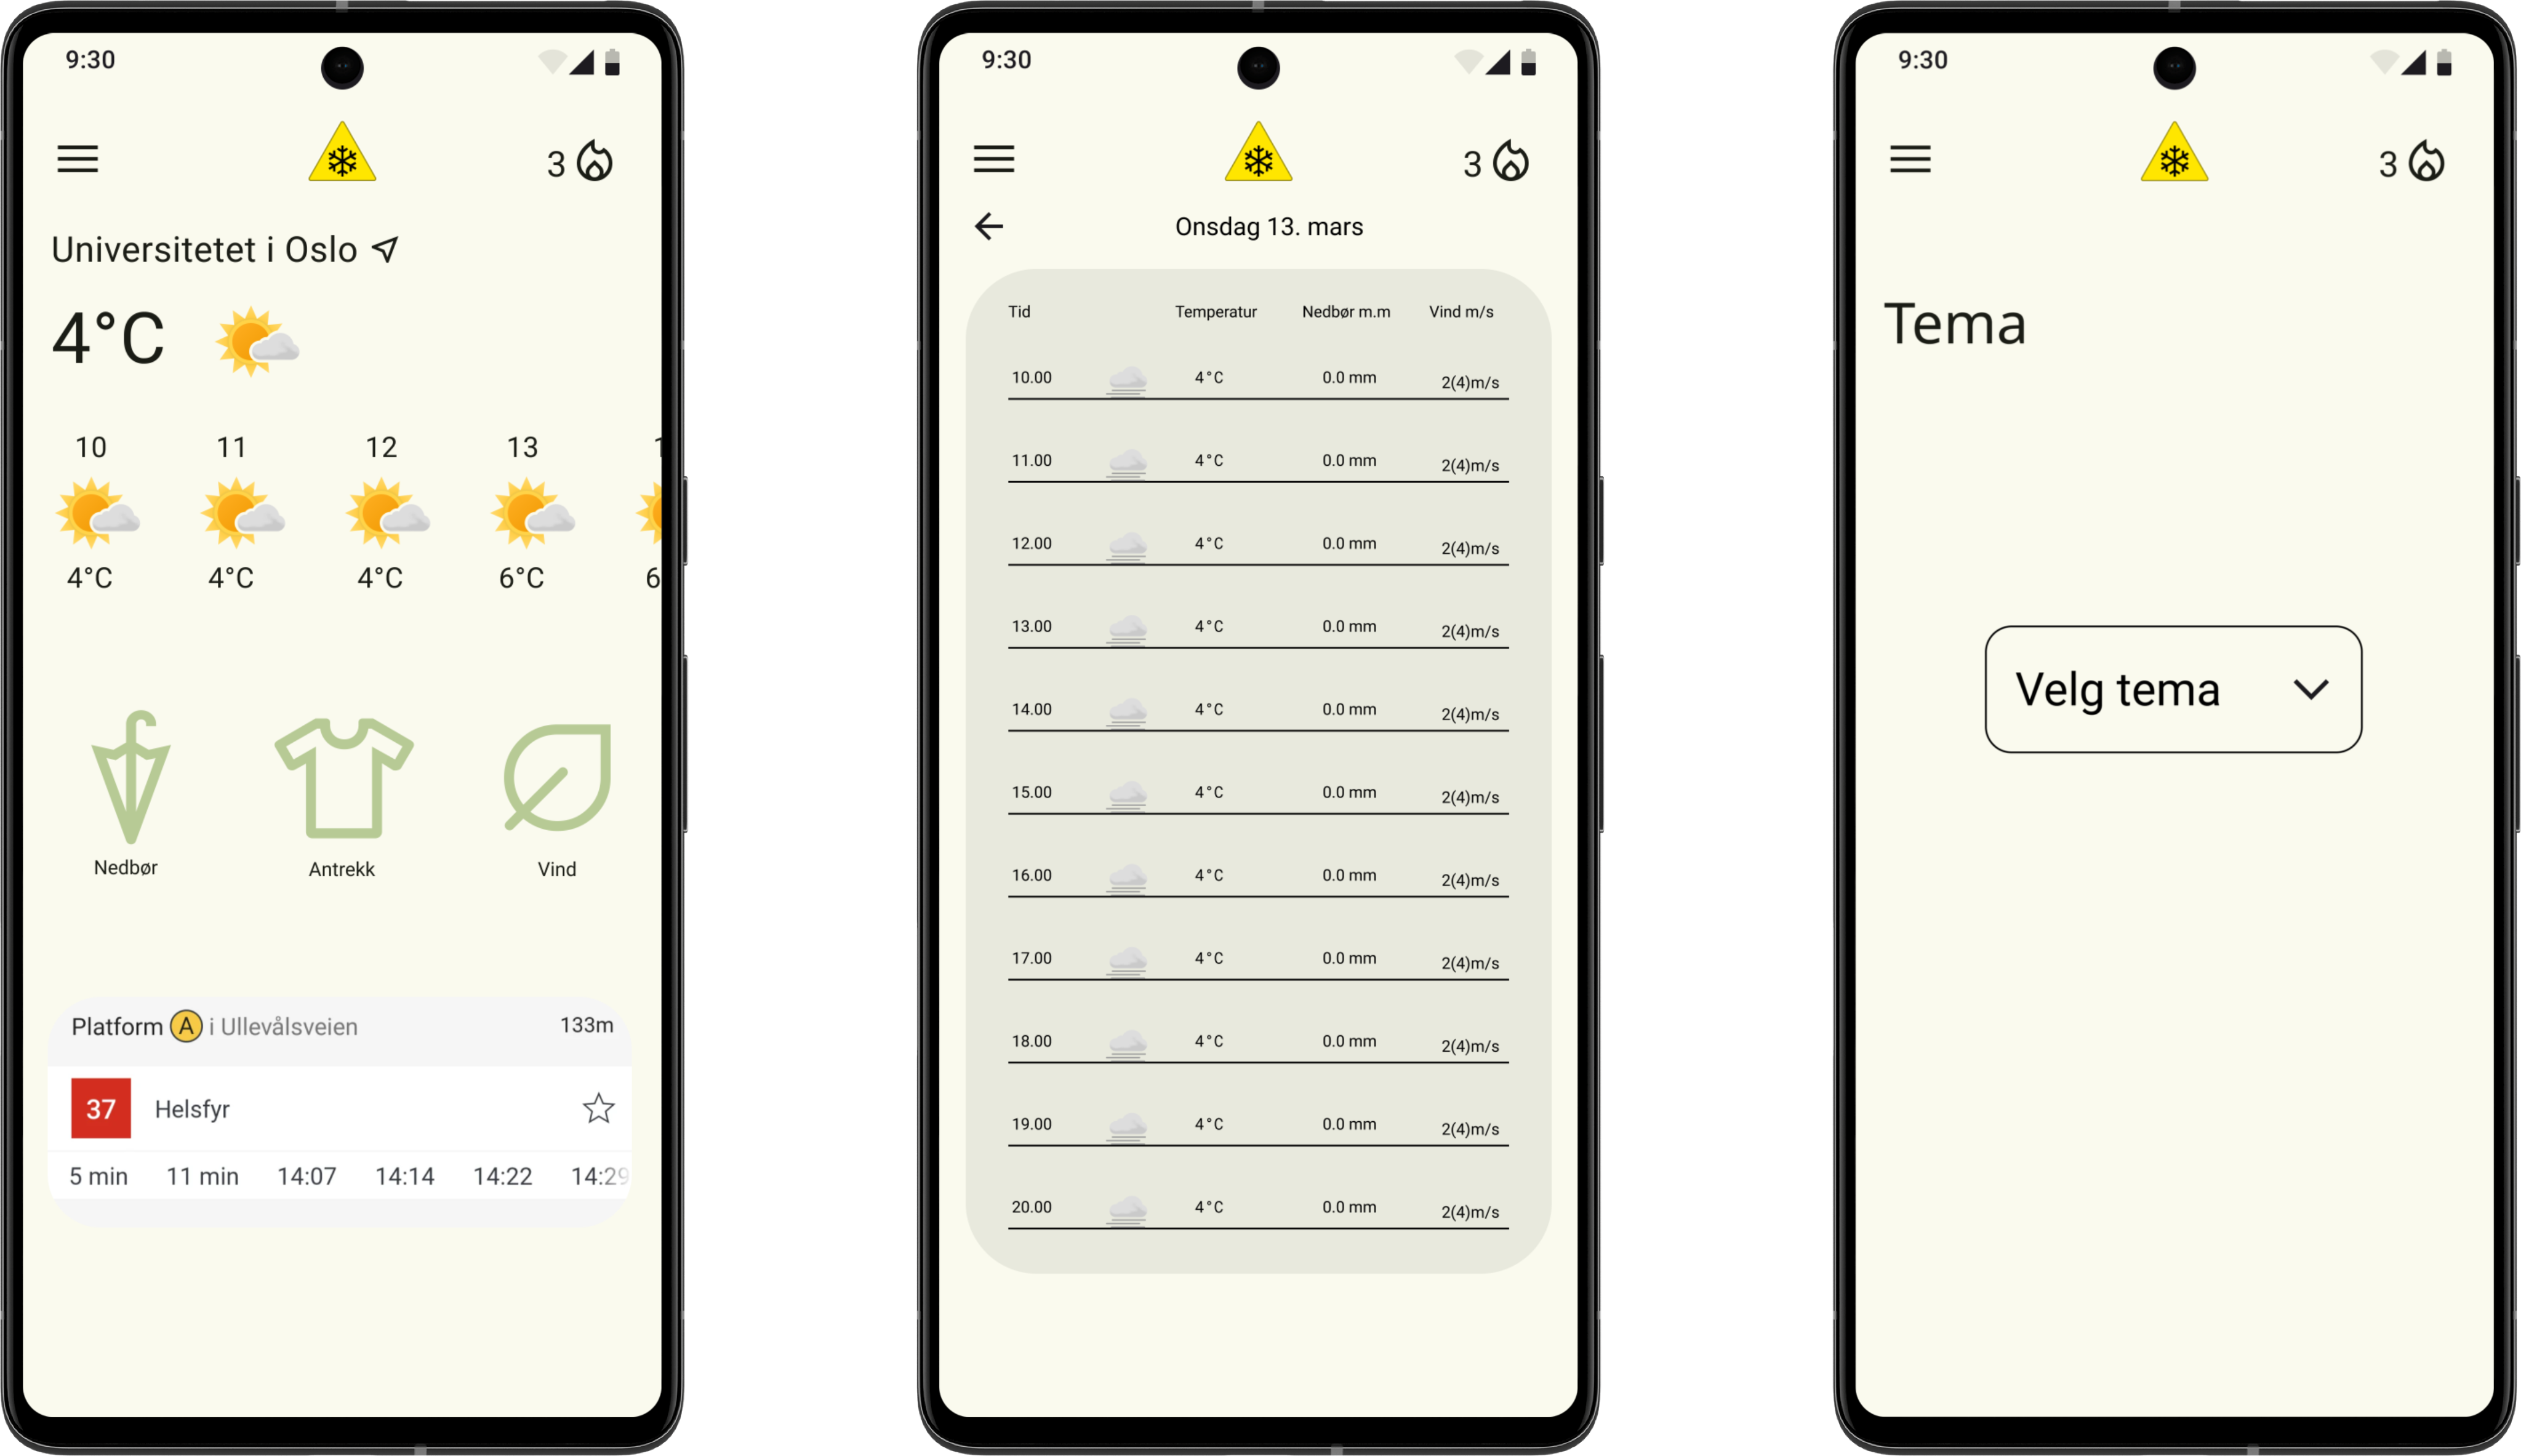 9:30
3
Universitetet i Oslo
4°C
10 11 12 13 1
4°C 4°C 4°C 6°C 6
Nedbør Antrekk Vind
Platform A i Ullevålsveien 133m
37 Helsfyr
5 min 11 min 14:07 14:14 14:22 14:29
9:30
3
Onsdag 13. mars
Tid Temperatur Nedbør m.m Vind m/s
10.00 4°C 0.0 mm 2(4)m/s
11.00 4°C 0.0 mm 2(4)m/s
12.00 4°C 0.0 mm 2(4)m/s
13.00 4°C 0.0 mm 2(4)m/s
14.00 4°C 0.0 mm 2(4)m/s
15.00 4°C 0.0 mm 2(4)m/s
16.00 4°C 0.0 mm 2(4)m/s
17.00 4°C 0.0 mm 2(4)m/s
18.00 4°C 0.0 mm 2(4)m/s
19.00 4°C 0.0 mm 2(4)m/s
20.00 4°C 0.0 mm 2(4)m/s
9:30
3
Tema
Velg tema